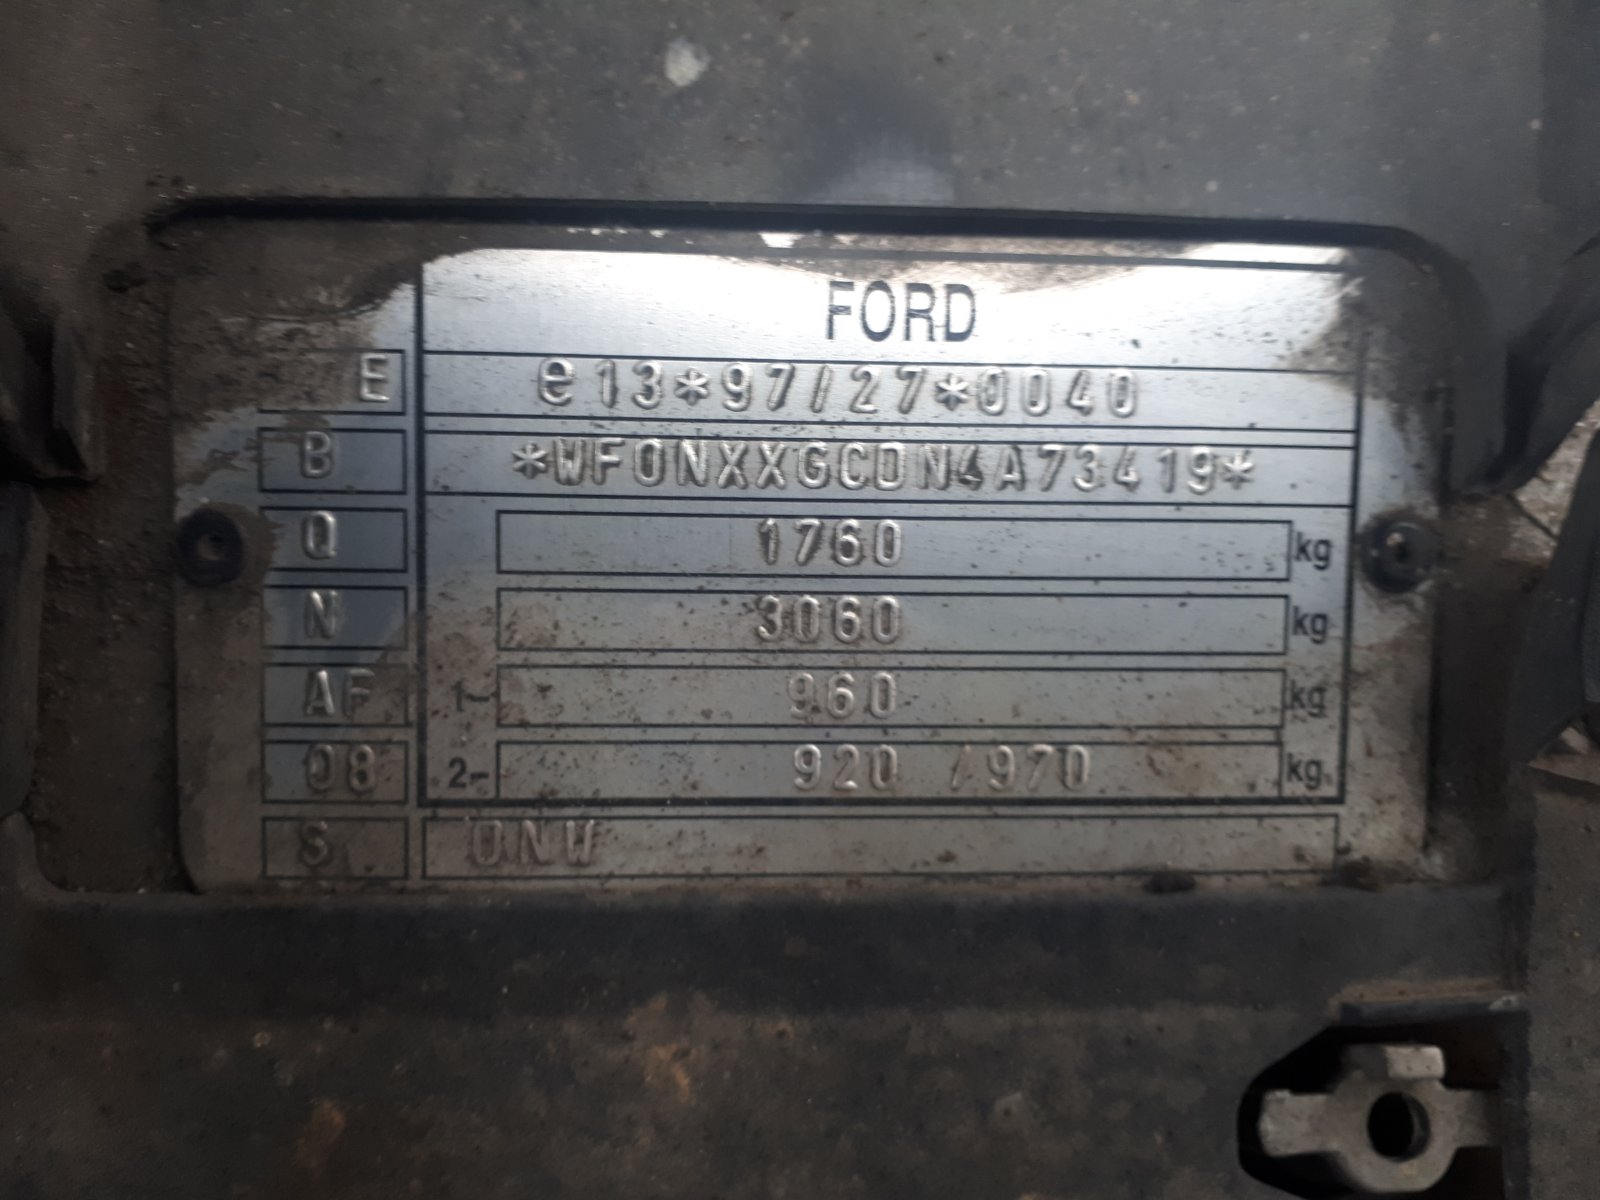 FORD
E e13*97/27*0040
B *WF0NXXGCDN4A73419*
Q 1760 kg
N 3060 kg
AF 1- 960 kg
08 2- 920 /970 kg
S 0NW